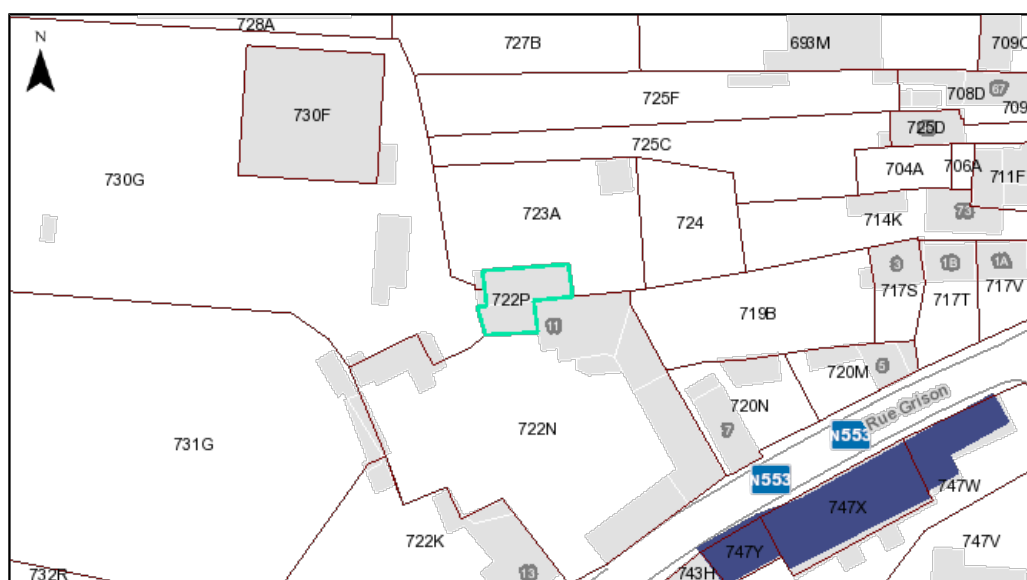 728A
N
727B
693M
709C
730F
725F
708D
67
709
725C
725D
730G
704A
706A
711F
723A
724
714K
73
3
1B
1A
722P
11
719B
717S
717T
717V
720M
5
731G
722N
720N
7
Rue Grison
N553
N553
747X
747W
722K
747Y
747V
732R
13
743H